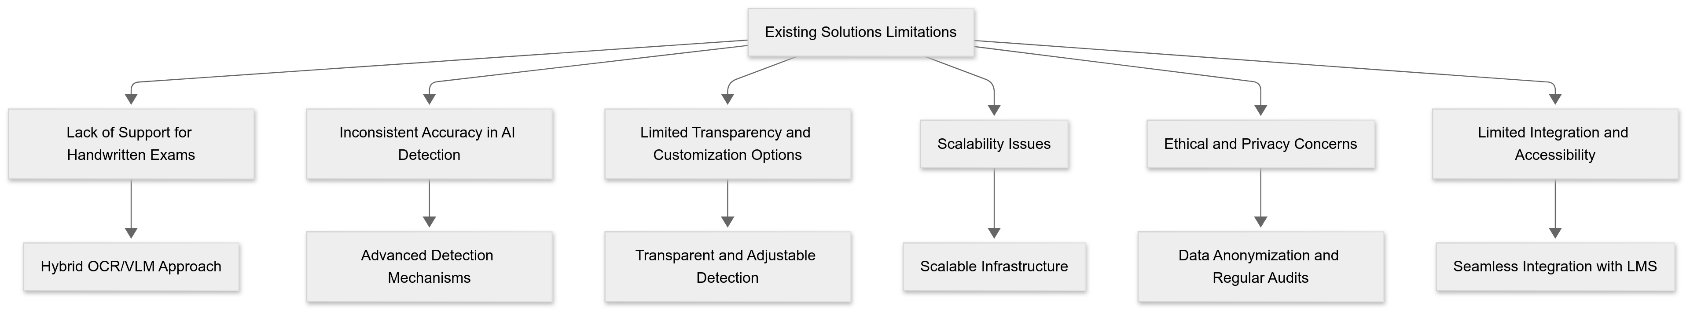 Existing Solutions Limitations
Lack of Support for
Handwritten Exams
Inconsistent Accuracy in AI
Detection
Limited Transparency and
Customization Options
Scalability Issues
Ethical and Privacy Concerns
Limited Integration and
Accessibility
Hybrid OCR/VLM Approach
Advanced Detection
Mechanisms
Transparent and Adjustable
Detection
Scalable Infrastructure
Data Anonymization and
Regular Audits
Seamless Integration with LMS